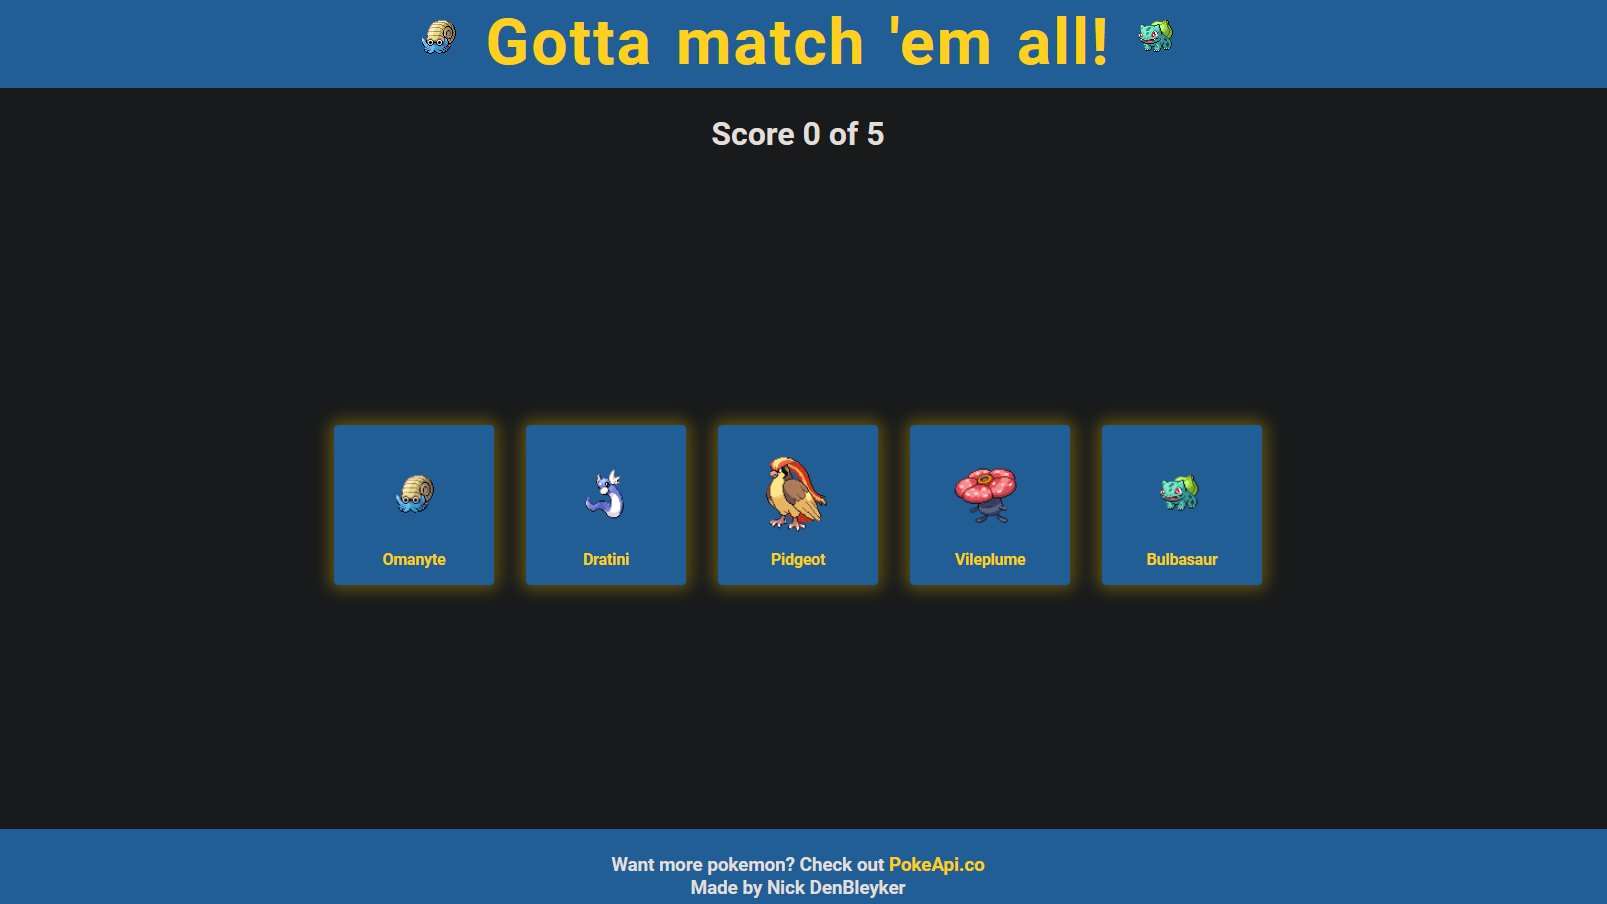 Gotta match 'em all!
Score 0 of 5
Omanyte
Dratini
Pidgeot
Vileplume
Bulbasaur
Want more pokemon? Check out PokeApi.co
Made by Nick DenBleyker